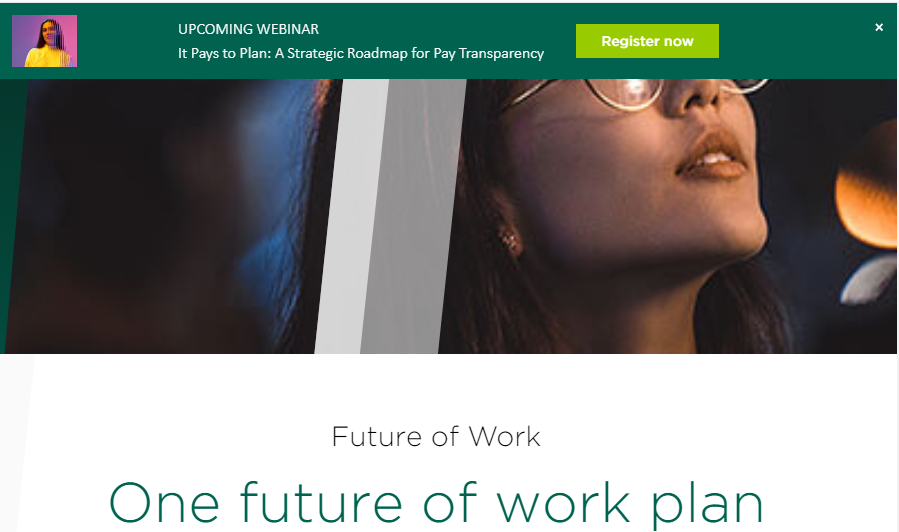 UPCOMING WEBINAR
It Pays to Plan: A Strategic Roadmap for Pay Transparency
Register now
×
Future of Work
One future of work plan